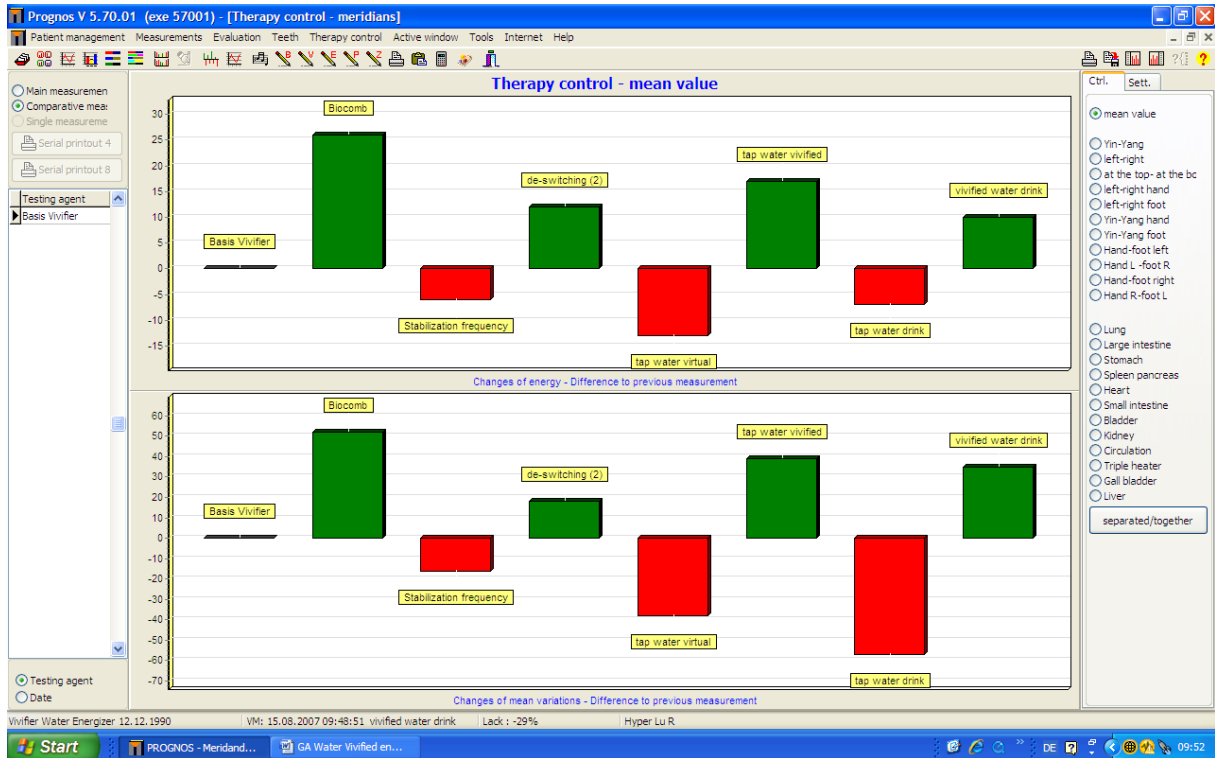 Prognos V 5.70.01 (exe 57001) - [Therapy control - meridians]
Patient management Measurements Evaluation Teeth Therapy control Active window Tools Internet Help
Main measuremen
Comparative mea:
Single measureme
Serial printout 4
Serial printout 8
Testing agent
Basis Vivifier
Testing agent
Date
Therapy control - mean value
30
25
20
15
10
5
0
-5
-10
-15
Basis Vivifier
Biocomb
Stabilization frequency
de-switching (2)
tap water virtual
tap water vivified
tap water drink
vivified water drink
Changes of energy - Difference to previous measurement
60
50
40
30
20
10
0
-10
-20
-30
-40
-50
-60
-70
Basis Vivifier
Biocomb
Stabilization frequency
de-switching (2)
tap water virtual
tap water vivified
tap water drink
vivified water drink
Changes of mean variations - Difference to previous measurement
Ctrl. Sett.
mean value
Yin-Yang
left-right
at the top- at the bc
left-right hand
left-right foot
Yin-Yang hand
Yin-Yang foot
Hand-foot left
Hand L -foot R
Hand-foot right
Hand R-foot L
Lung
Large intestine
Stomach
Spleen pancreas
Heart
Small intestine
Bladder
Kidney
Circulation
Triple heater
Gall bladder
Liver
separated/together
Vivifier Water Energizer 12.12.1990 VM: 15.08.2007 09:48:51 vivified water drink Lack : -29% Hyper Lu R
Start PROGNOS - Meridand... GA Water Vivified en... DE 09:52